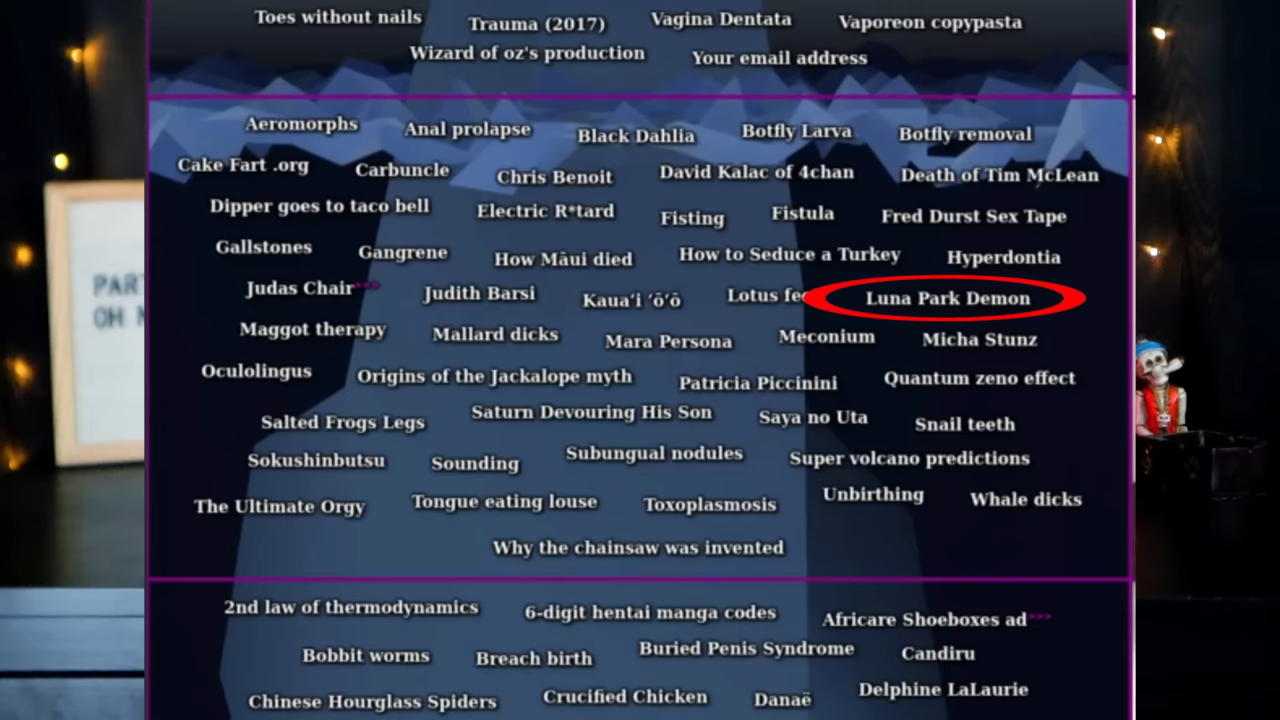 Toes without nails Trauma (2017) Vagina Dentata Vaporeon copypasta
Wizard of oz's production Your email address
Aeromorphs Anal prolapse Black Dahlia Botfly Larva Botfly removal
Cake Fart .org Carbuncle Chris Benoit David Kalac of 4chan Death of Tim McLean
Dipper goes to taco bell Electric R*tard Fisting Fistula Fred Durst Sex Tape
Gallstones Gangrene How Māui died How to Seduce a Turkey Hyperdontia
Judas Chair*** Judith Barsi Kauaʻi ʻōʻō Lotus Luna Park Demon
Maggot therapy Mallard dicks Mara Persona Meconium Micha Stunz
Oculolingus Origins of the Jackalope myth Patricia Piccinini Quantum zeno effect
Salted Frogs Legs Saturn Devouring His Son Saya no Uta Snail teeth
Sokushinbutsu Sounding Subungual nodules Super volcano predictions
The Ultimate Orgy Tongue eating louse Toxoplasmosis Unbirthing Whale dicks
Why the chainsaw was invented
2nd law of thermodynamics 6-digit hentai manga codes Africare Shoeboxes ad***
Bobbit worms Breach birth Buried Penis Syndrome Candiru
Chinese Hourglass Spiders Crucified Chicken Danaë Delphine LaLaurie